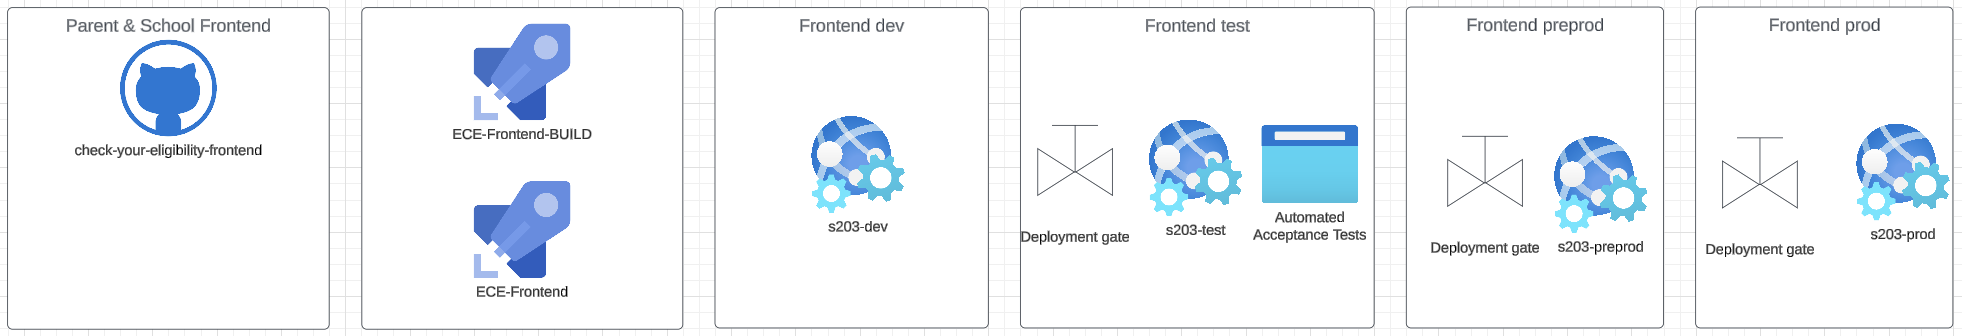 Parent & School Frontend
check-your-eligibility-frontend
ECE-Frontend-BUILD
ECE-Frontend
Frontend dev
s203-dev
Frontend test
Deployment gate
s203-test
Automated
Acceptance Tests
Frontend preprod
Deployment gate
s203-preprod
Frontend prod
Deployment gate
s203-prod